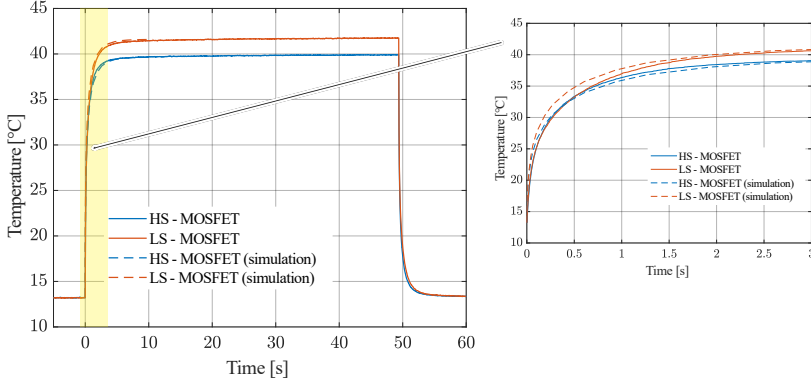 45
40
35
30
25
20
15
10
Temperature [°C]
HS - MOSFET
LS - MOSFET
HS - MOSFET (simulation)
LS - MOSFET (simulation)
0 10 20 30 40 50 60
Time [s]
45
40
35
30
25
20
15
10
Temperature [°C]
HS - MOSFET
LS - MOSFET
HS - MOSFET (simulation)
LS - MOSFET (simulation)
0 0.5 1 1.5 2 2.5 3
Time [s]